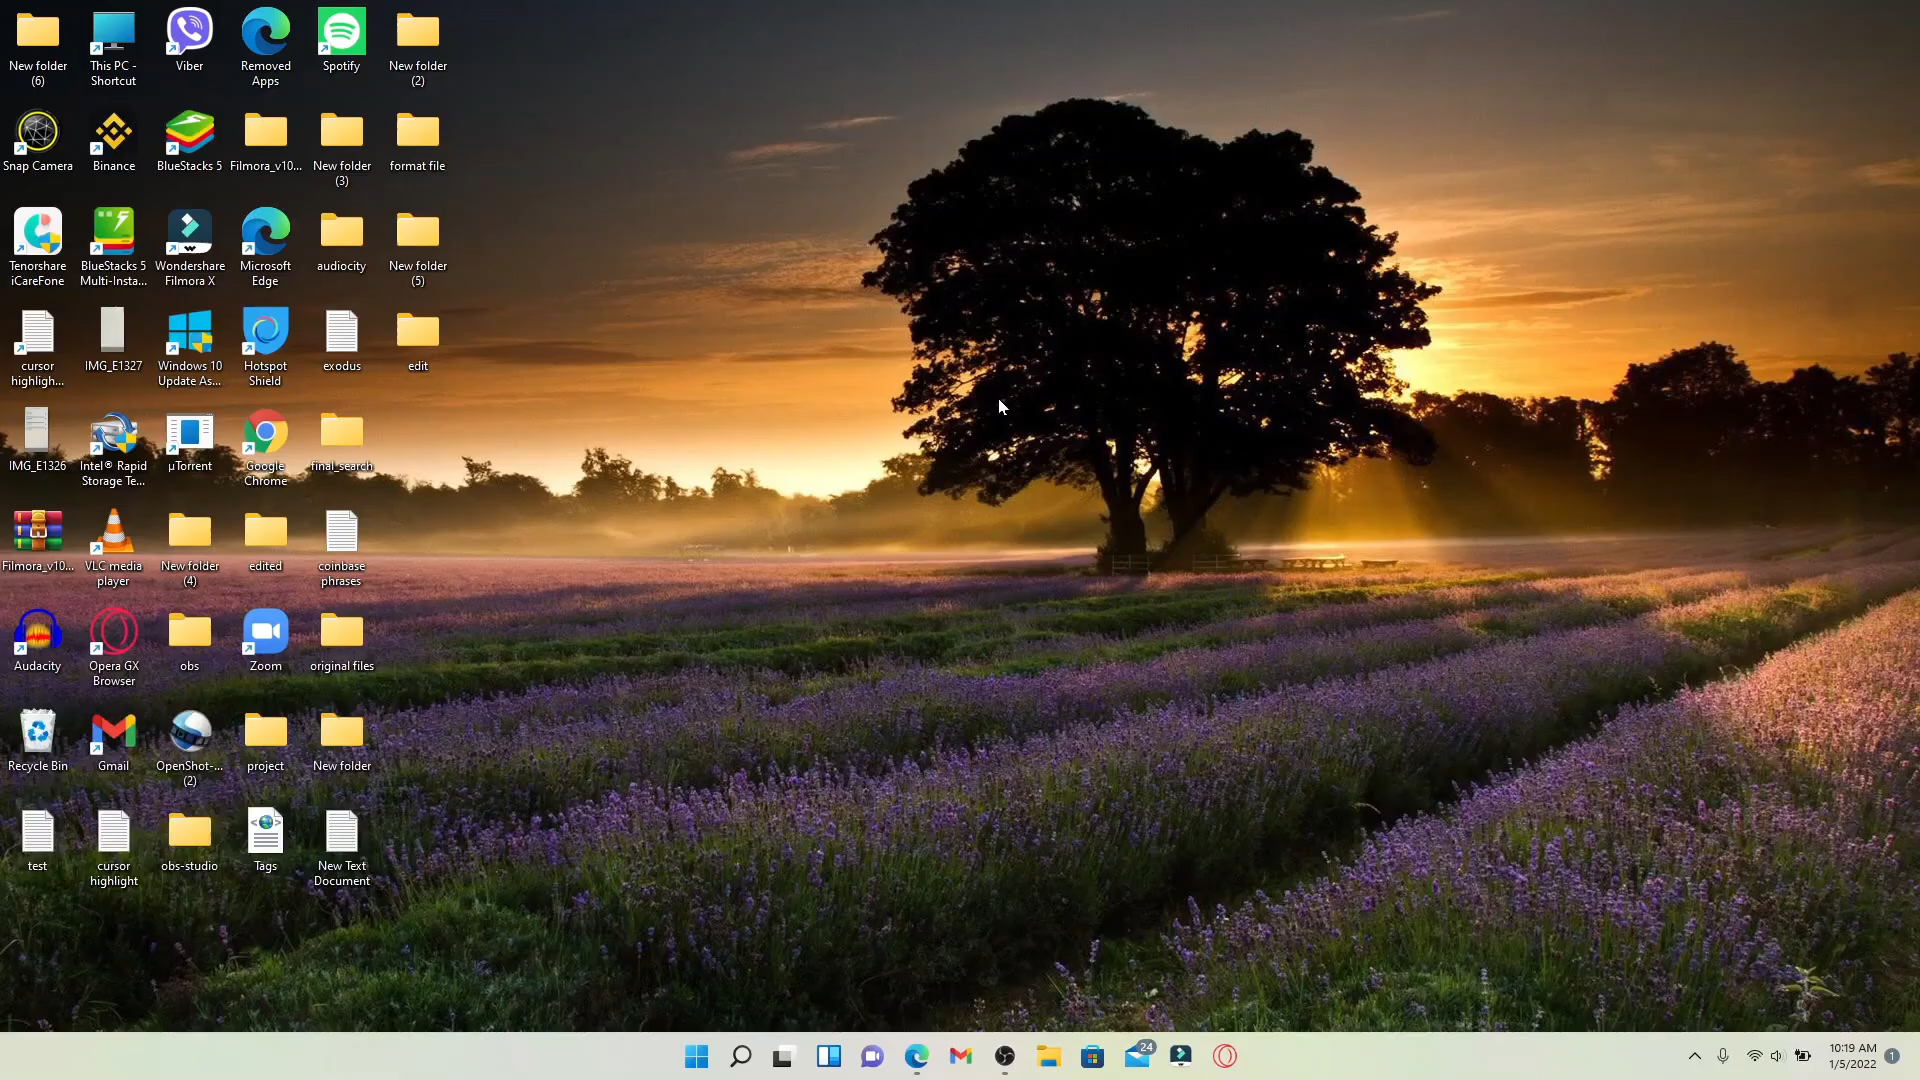 New folder
(6)
This PC -
Shortcut
Viber
Removed
Apps
Spotify
New folder
(2)
Snap Camera
Binance
BlueStacks 5
Filmora_v10...
New folder
(3)
format file
Tenorshare
iCareFone
BlueStacks 5
Multi-Insta...
Wondershare
Filmora X
Microsoft
Edge
audiocity
New folder
(5)
cursor
highligh...
IMG_E1327
Windows 10
Update As...
Hotspot
Shield
exodus
edit
IMG_E1326
Intel® Rapid
Storage Te...
µTorrent
Google
Chrome
final_search
Filmora_v10...
VLC media
player
New folder
(4)
edited
coinbase
phrases
Audacity
Opera GX
Browser
obs
Zoom
original files
Recycle Bin
Gmail
OpenShot-...
(2)
project
New folder
test
cursor
highlight
obs-studio
Tags
New Text
Document
24
10:19 AM
1/5/2022
1